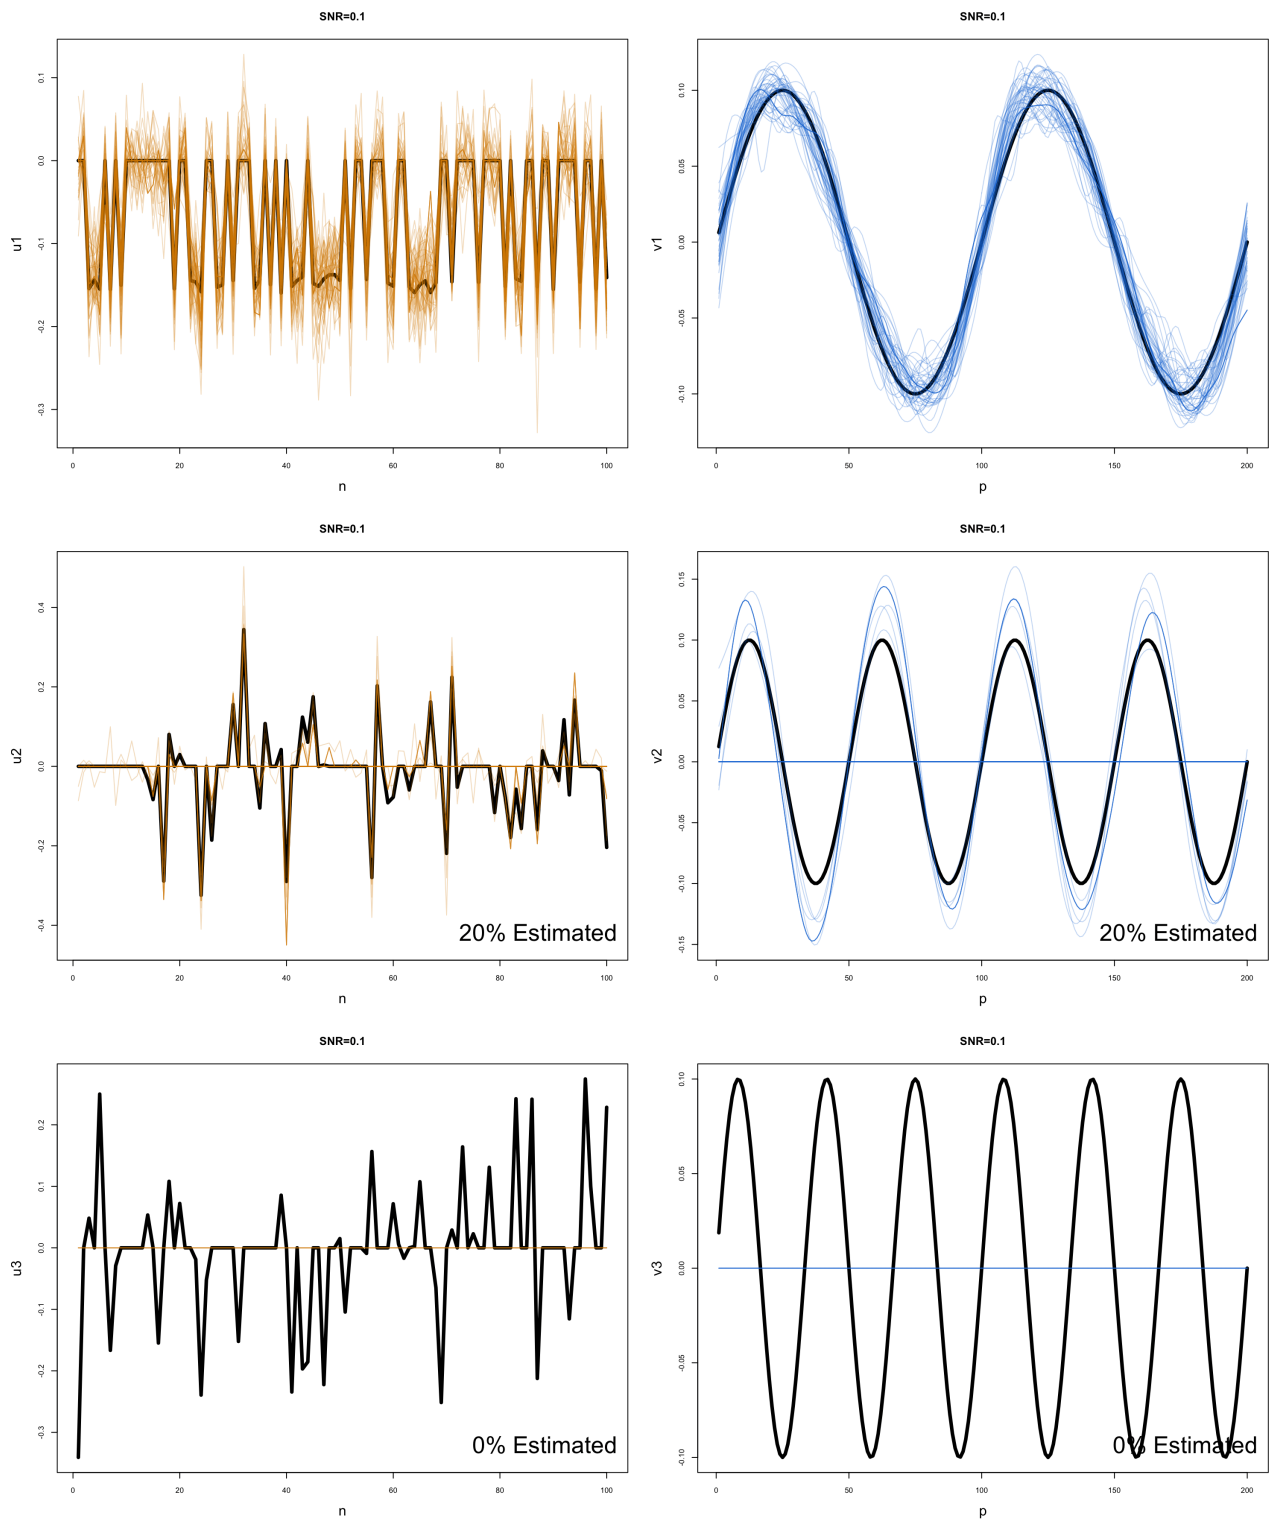 SNR=0.1
SNR=0.1
0.1
0.0
-0.1
-0.2
-0.3
u1
0 20 40 60 80 100
n
0.10
0.05
0.00
-0.05
-0.10
v1
0 50 100 150 200
p
SNR=0.1
SNR=0.1
0.4
0.2
0.0
-0.2
-0.4
u2
20% Estimated
0 20 40 60 80 100
n
0.15
0.10
0.05
0.00
-0.05
-0.10
-0.15
v2
20% Estimated
0 50 100 150 200
p
SNR=0.1
SNR=0.1
0.2
0.1
0.0
-0.1
-0.2
-0.3
u3
0% Estimated
0 20 40 60 80 100
n
0.10
0.05
0.00
-0.05
-0.10
v3
0% Estimated
0 50 100 150 200
p